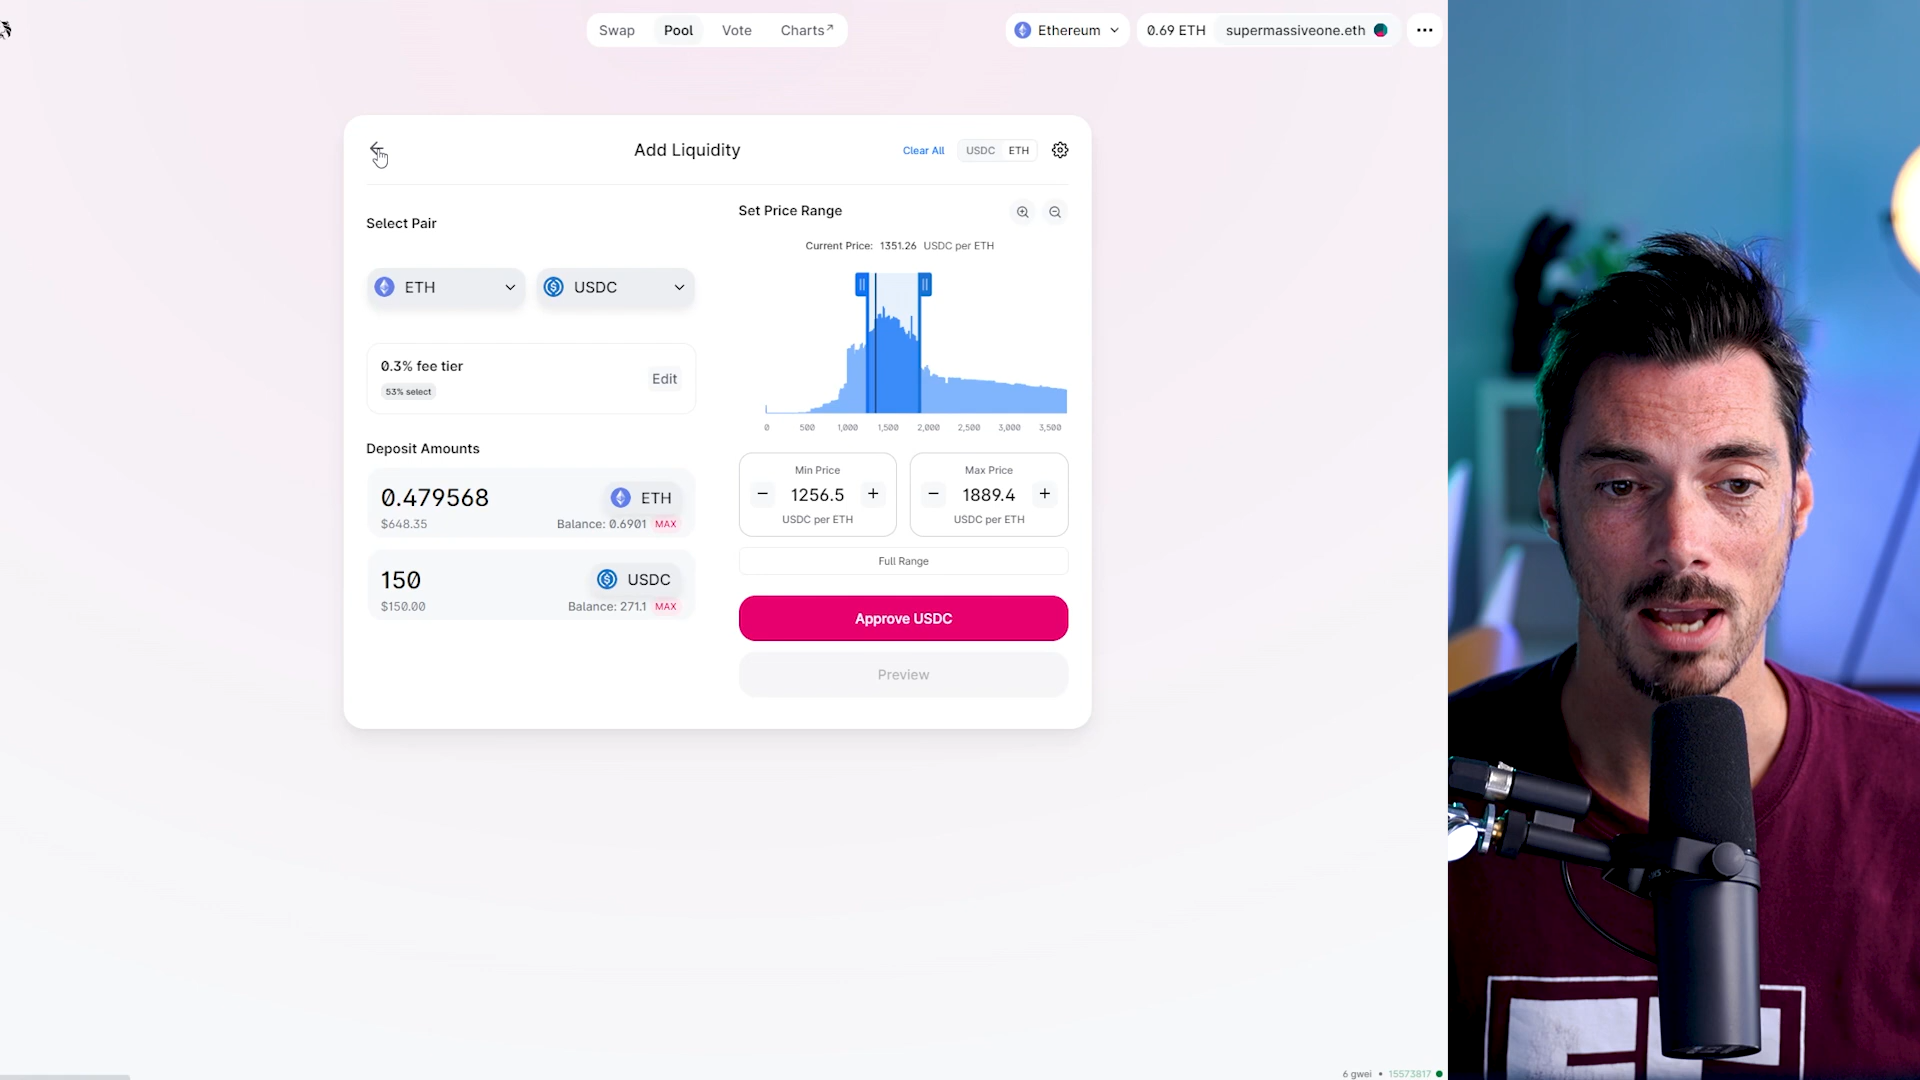 Swap Pool Vote Charts↗
Ethereum 0.69 ETH supermassiveone.eth
Add Liquidity
Clear All USDC ETH
Select Pair
ETH USDC
0.3% fee tier
53% select
Edit
Deposit Amounts
0.479568 ETH
$648.35 Balance: 0.6901 MAX
150 USDC
$150.00 Balance: 271.1 MAX
Set Price Range
Current Price: 1351.26 USDC per ETH
0 500 1,000 1,500 2,000 2,500 3,000 3,500
Min Price
− 1256.5 +
USDC per ETH
Max Price
− 1889.4 +
USDC per ETH
Full Range
Approve USDC
Preview
6 gwei • 15573817